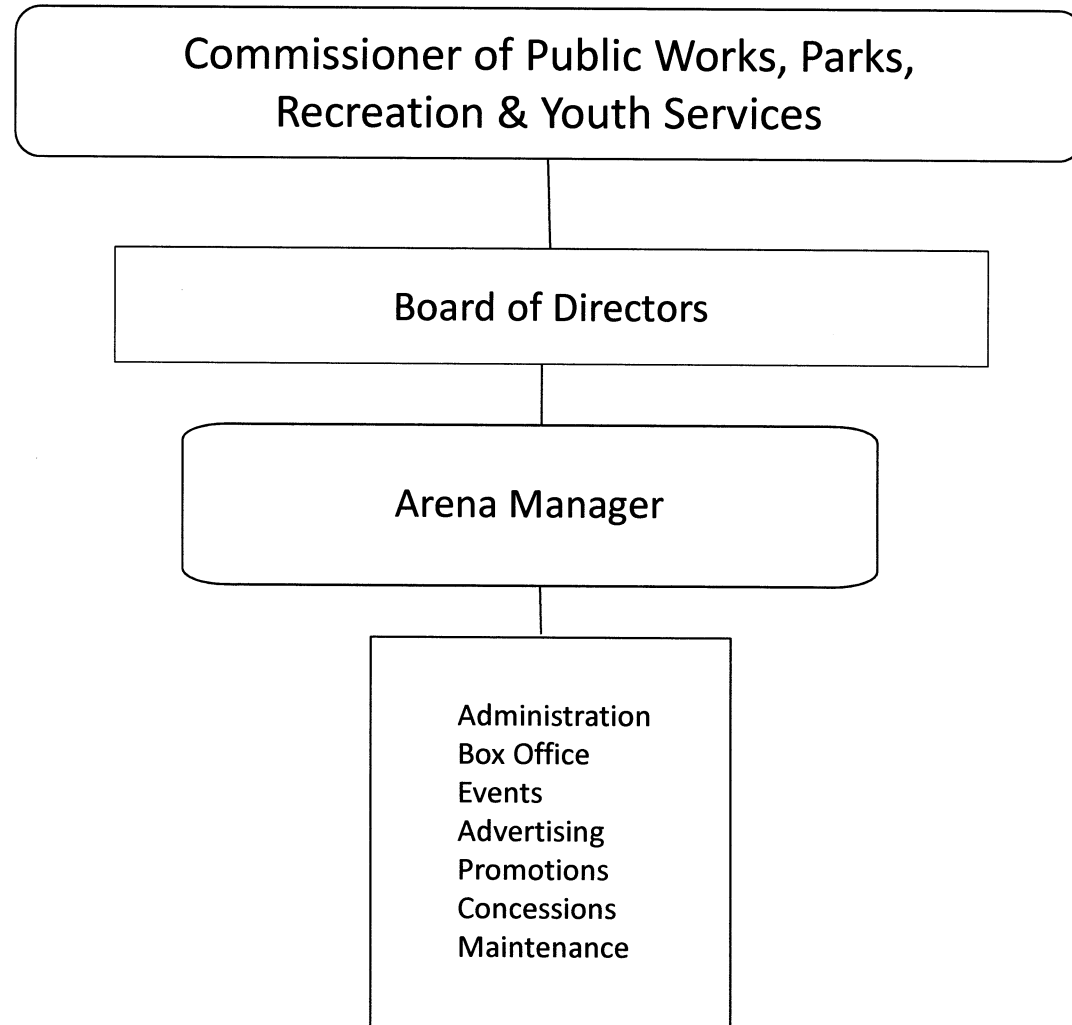 Commissioner of Public Works, Parks,
Recreation & Youth Services
Board of Directors
Arena Manager
Administration
Box Office
Events
Advertising
Promotions
Concessions
Maintenance